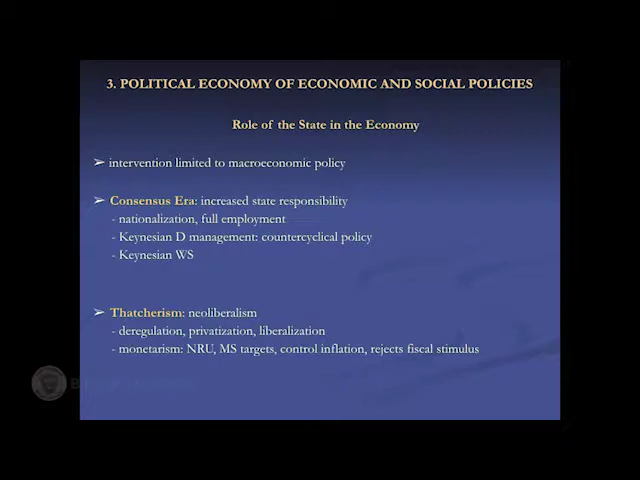 3. POLITICAL ECONOMY OF ECONOMIC AND SOCIAL POLICIES
Role of the State in the Economy
➢ intervention limited to macroeconomic policy
➢ Consensus Era: increased state responsibility
- nationalization, full employment
- Keynesian D management: countercyclical policy
- Keynesian WS
➢ Thatcherism: neoliberalism
- deregulation, privatization, liberalization
- monetarism: NRU, MS targets, control inflation, rejects fiscal stimulus